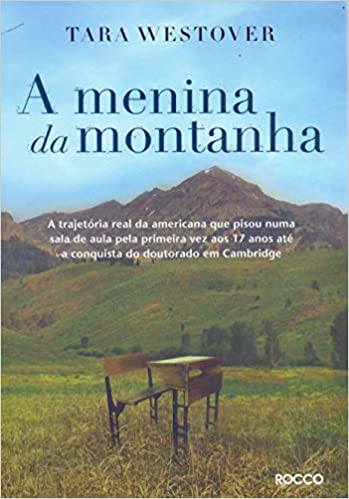 TARA WESTOVER
A menina
da montanha
A trajetória real da americana que pisou numa
sala de aula pela primeira vez aos 17 anos até
a conquista do doutorado em Cambridge
ROCCO